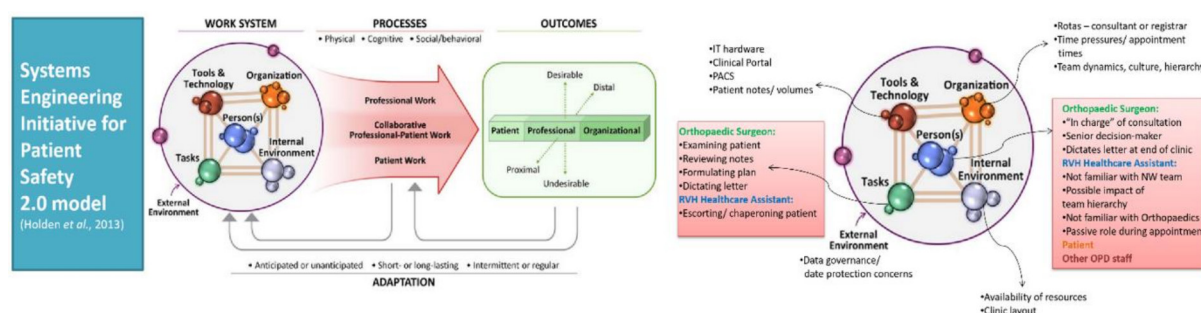 Systems
Engineering
Initiative for
Patient
Safety
2.0 model
(Holden et al., 2013)
WORK SYSTEM
PROCESSES
• Physical • Cognitive • Social/behavioral
OUTCOMES
Tools &
Technology
Organization
Person(s)
Tasks
Internal
Environment
External
Environment
Professional Work
Collaborative
Professional-Patient Work
Patient Work
Desirable
Distal
Patient
Professional
Organizational
Proximal
Undesirable
• Anticipated or unanticipated • Short- or long-lasting • Intermittent or regular
ADAPTATION
•IT hardware
•Clinical Portal
•PACS
•Patient notes/ volumes
•Rotas – consultant or registrar
•Time pressures/ appointment
times
•Team dynamics, culture, hierarchy
Tools &
Technology
Organization
Person(s)
Tasks
Internal
Environment
External
Environment
Orthopaedic Surgeon:
•Examining patient
•Reviewing notes
•Formulating plan
•Dictating letter
RVH Healthcare Assistant:
•Escorting/ chaperoning patient
Orthopaedic Surgeon:
•"In charge" of consultation
•Senior decision-maker
•Dictates letter at end of clinic
RVH Healthcare Assistant:
•Not familiar with NW team
•Possible impact of
team hierarchy
•Not familiar with Orthopaedics
•Passive role during appointment
Patient
Other OPD staff
•Data governance/
date protection concerns
•Availability of resources
•Clinic layout